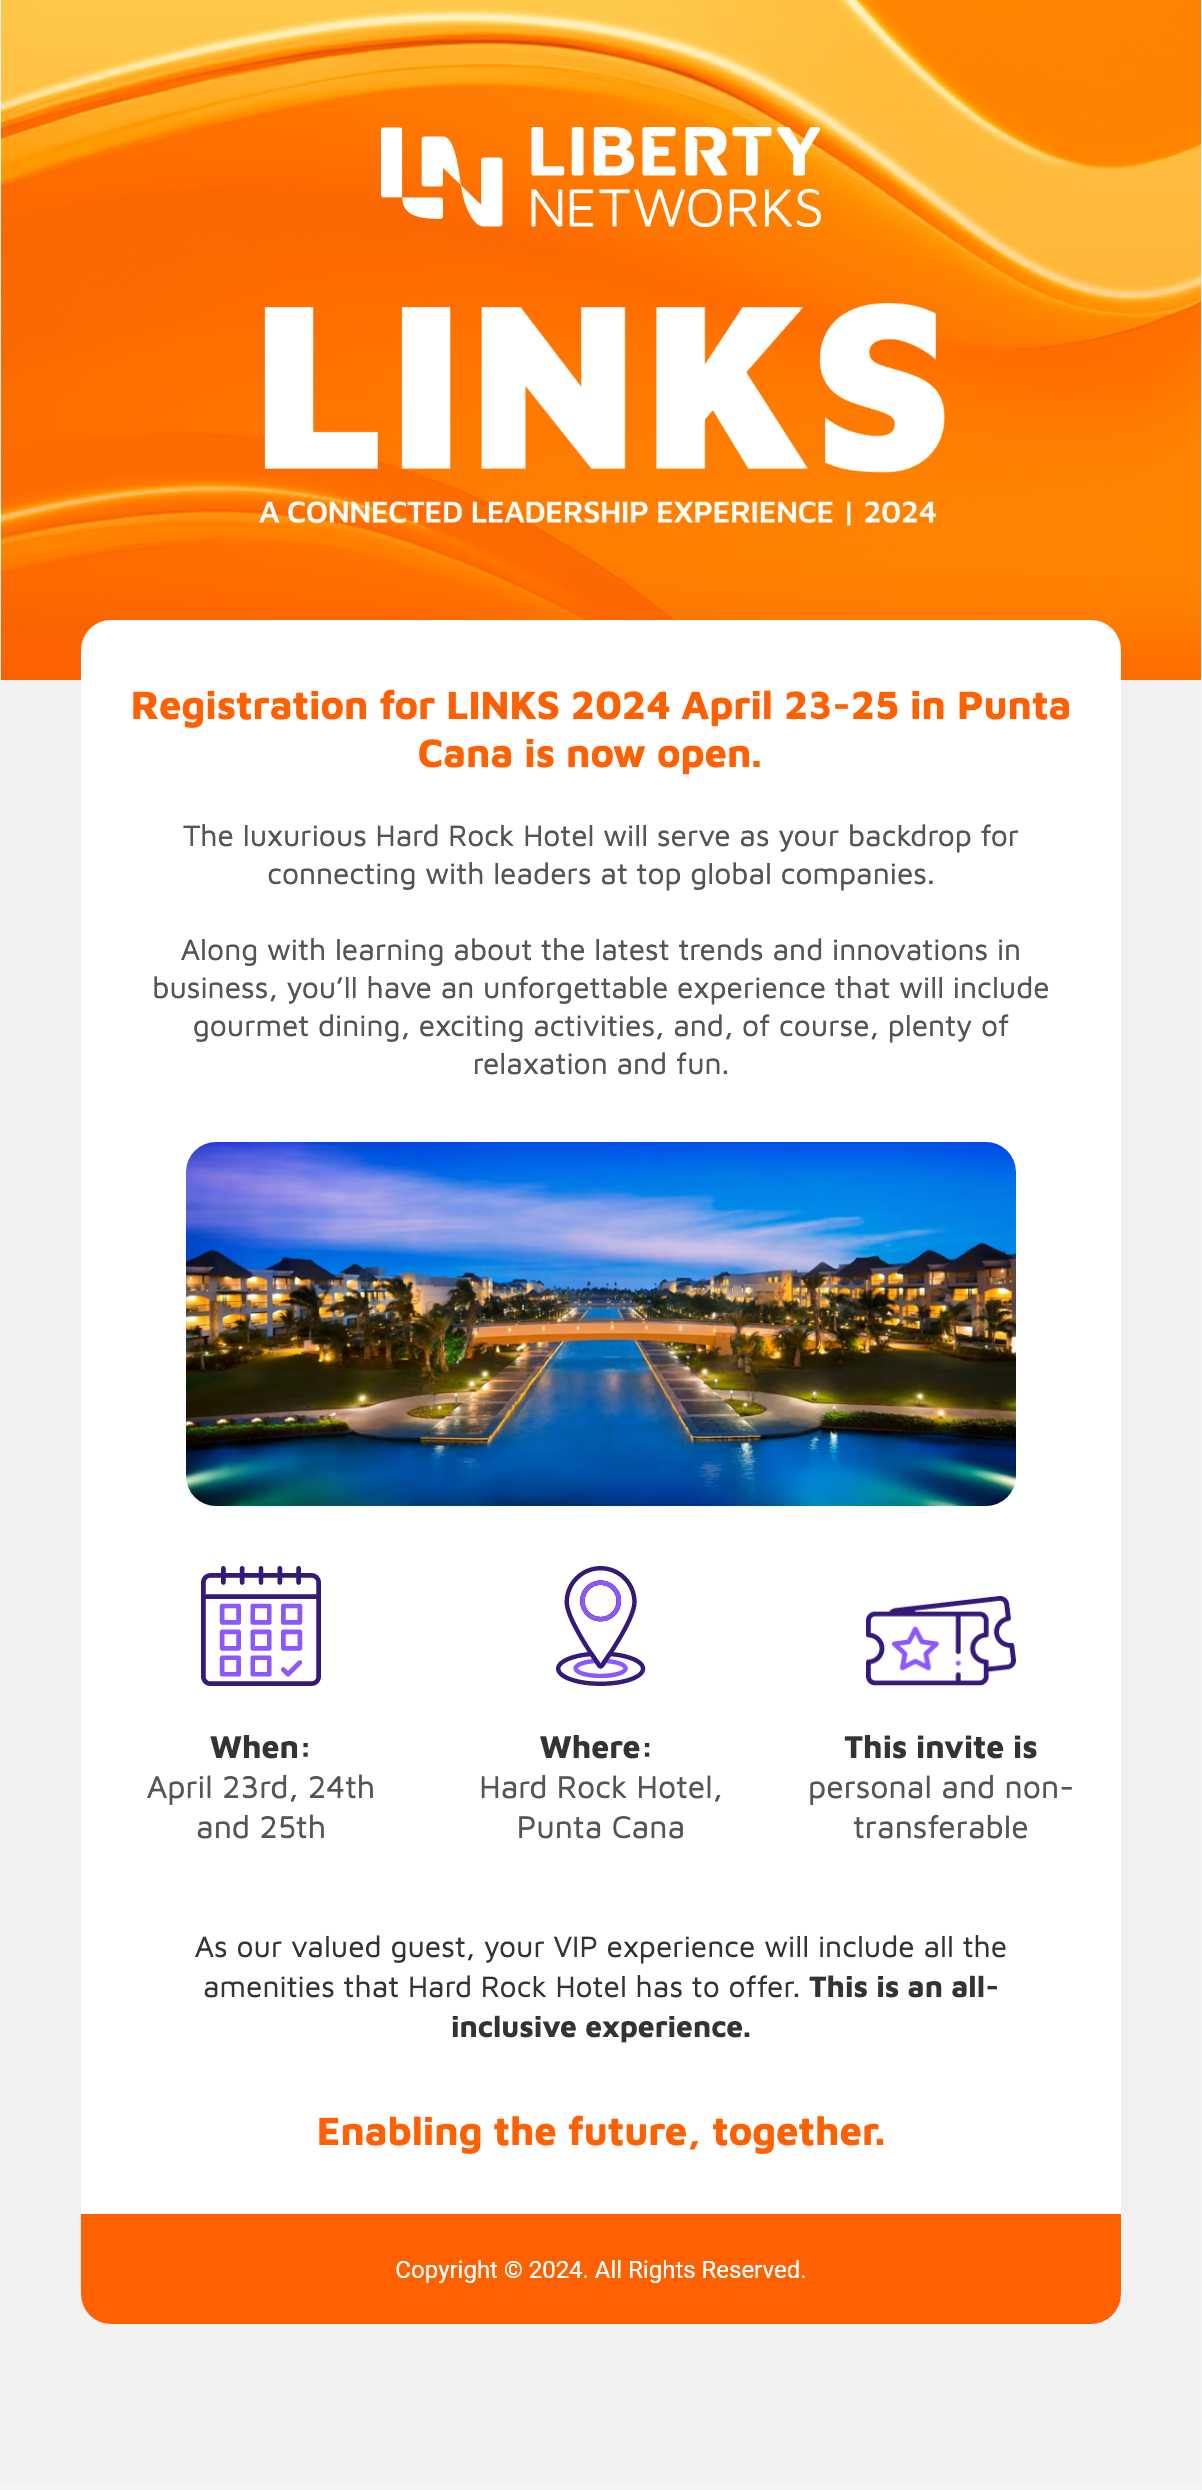 LIBERTY
NETWORKS
LINKS
A CONNECTED LEADERSHIP EXPERIENCE | 2024
Registration for LINKS 2024 April 23-25 in Punta
Cana is now open.
The luxurious Hard Rock Hotel will serve as your backdrop for
connecting with leaders at top global companies.
Along with learning about the latest trends and innovations in
business, you’ll have an unforgettable experience that will include
gourmet dining, exciting activities, and, of course, plenty of
relaxation and fun.
When:
April 23rd, 24th
and 25th
Where:
Hard Rock Hotel,
Punta Cana
This invite is
personal and non-
transferable
As our valued guest, your VIP experience will include all the
amenities that Hard Rock Hotel has to offer. This is an all-
inclusive experience.
Enabling the future, together.
Copyright © 2024. All Rights Reserved.